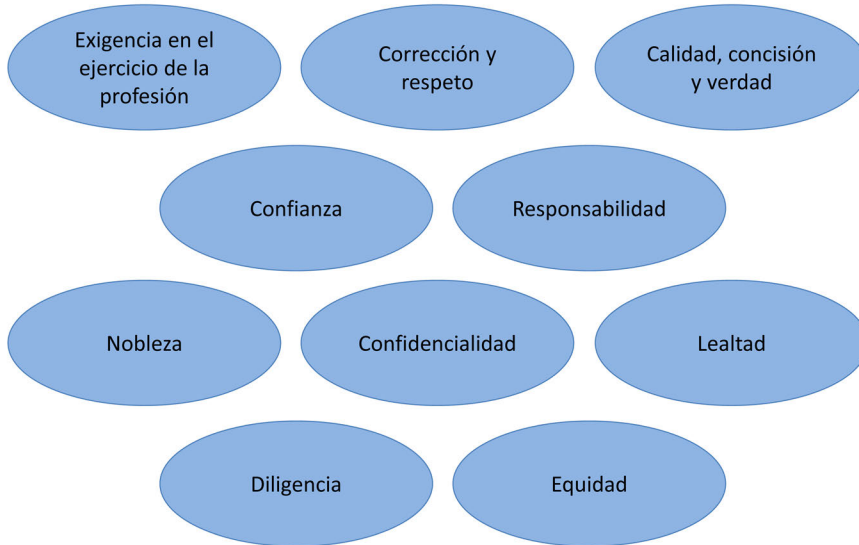 Exigencia en el
ejercicio de la
profesión
Corrección y
respeto
Calidad, concisión
y verdad
Confianza
Responsabilidad
Nobleza
Confidencialidad
Lealtad
Diligencia
Equidad